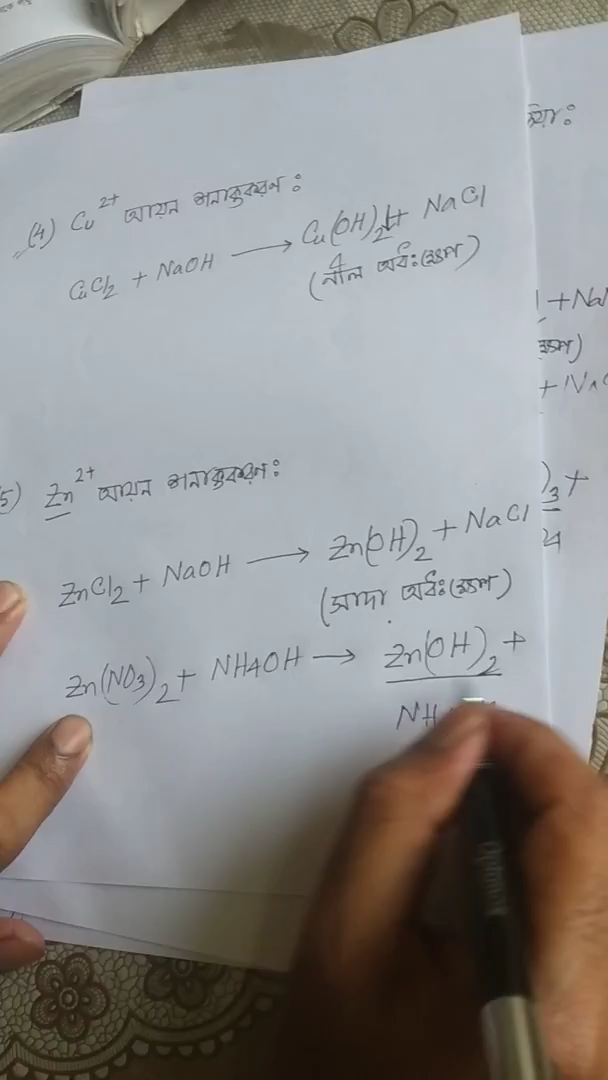 (4) Cu²⁺ আয়ন শনাক্তকরণ:
CuCl₂ + NaOH ⟶ Cu(OH)₂↓ + NaCl
(নীল অধ:ক্ষেপ)
5) Zn²⁺ আয়ন শনাক্তকরণ:
ZnCl₂ + NaOH ⟶ Zn(OH)₂ + NaCl
(সাদা অধঃক্ষেপ)
Zn(NO₃)₂ + NH4OH ⟶ Zn(OH)₂ +
NH